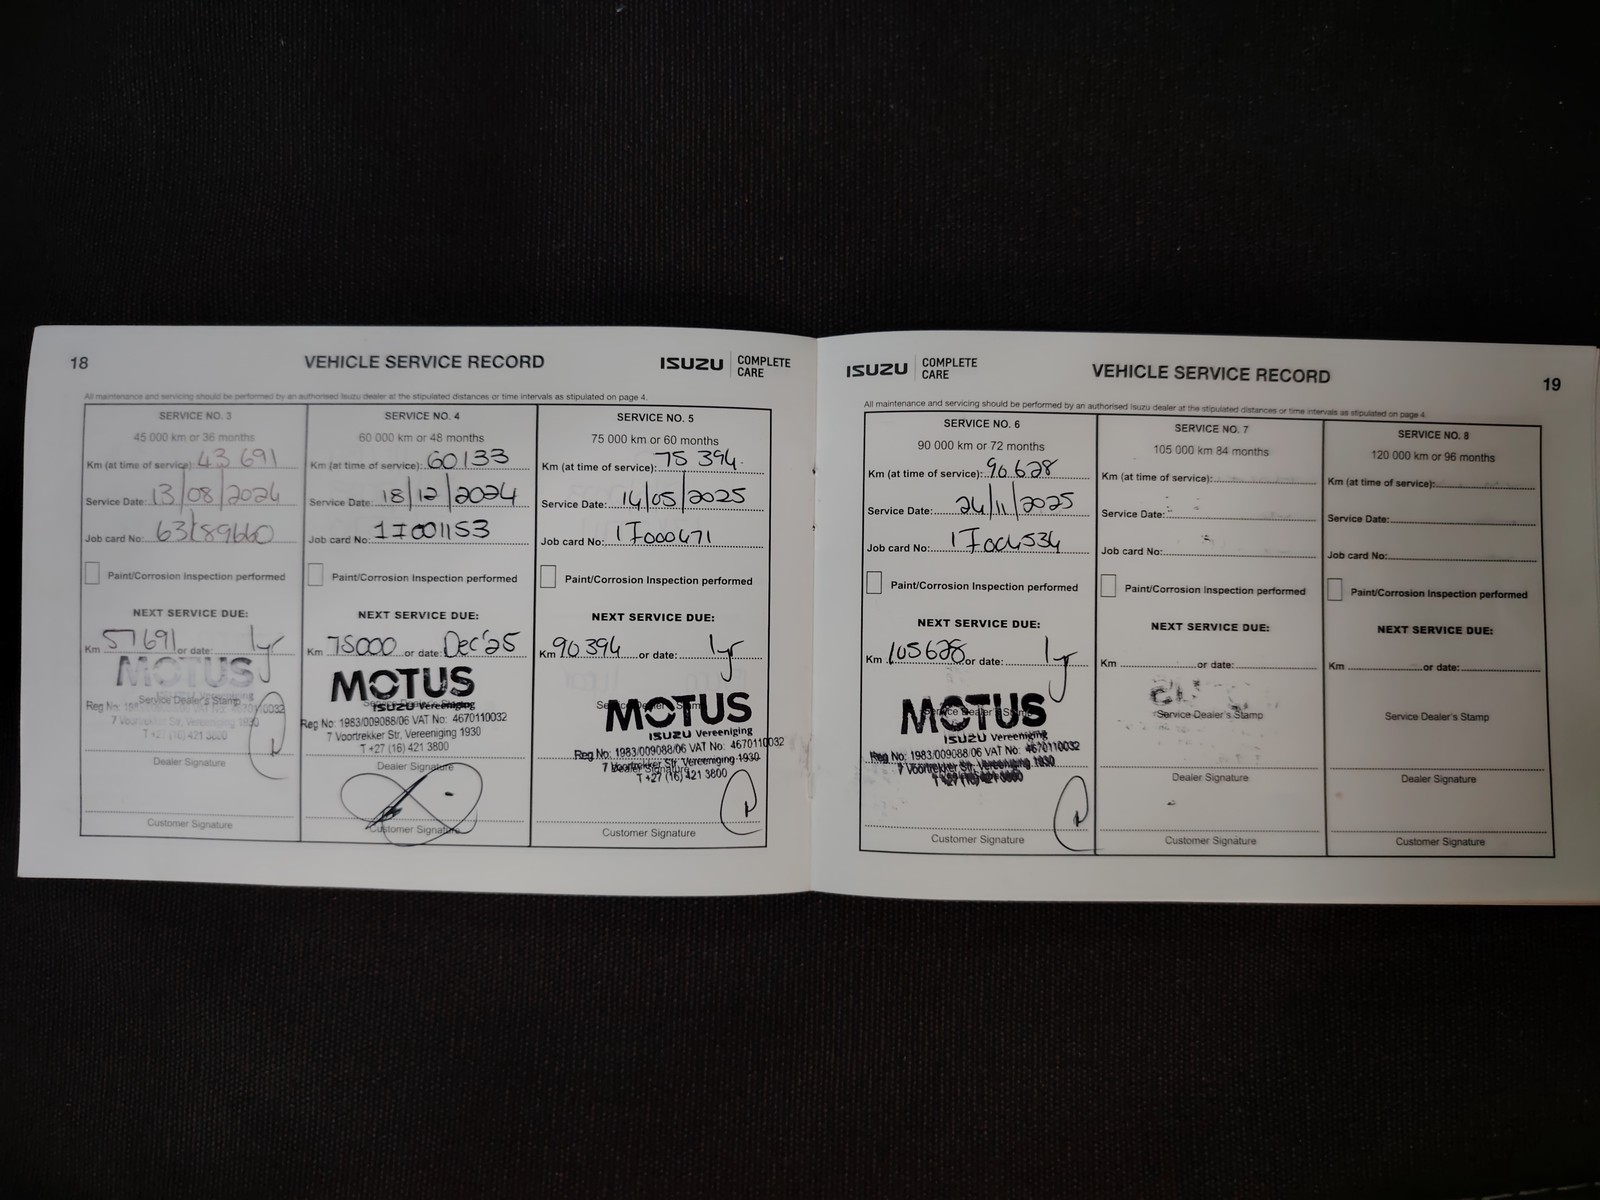 18
VEHICLE SERVICE RECORD
ISUZU COMPLETE CARE
All maintenance and servicing should be performed by an authorised Isuzu dealer at the stipulated distances or time intervals as stipulated on page 4.
SERVICE NO. 3
45 000 km or 36 months
Km (at time of service): 43 691
Service Date: 13/08/2024
Job card No:
Paint/Corrosion Inspection performed
NEXT SERVICE DUE:
Km 57691 or date: 1yr
MOTUS
Service Dealer's Stamp
Dealer Signature
Customer Signature
SERVICE NO. 4
60 000 km or 48 months
Km (at time of service): 60133
Service Date: 18/12/2024
Job card No: 1I001153
Paint/Corrosion Inspection performed
NEXT SERVICE DUE:
Km 75000 or date: Dec'25
MOTUS
ISUZU Vereeniging
Reg No: 1983/009088/06 VAT No: 4670110032
7 Voortrekker Str, Vereeniging 1930
T +27 (16) 421 3800
Dealer Signature
Customer Signature
SERVICE NO. 5
75 000 km or 60 months
Km (at time of service): 75 394
Service Date: 14/05/2025
Job card No: 1I000671
Paint/Corrosion Inspection performed
NEXT SERVICE DUE:
Km 90 394 or date: 1yr
MOTUS
ISUZU Vereeniging
Reg No: 1983/009088/06 VAT No: 4670110032
7 Voortrekker Str, Vereeniging 1930
Dealer Signature
T +27 (16) 421 3800
Customer Signature
ISUZU COMPLETE CARE
VEHICLE SERVICE RECORD
19
All maintenance and servicing should be performed by an authorised Isuzu dealer at the stipulated distances or time intervals as stipulated on page 4.
SERVICE NO. 6
90 000 km or 72 months
Km (at time of service): 90 628
Service Date: 24/11/2025
Job card No: 1I004534
Paint/Corrosion Inspection performed
NEXT SERVICE DUE:
Km 105628 or date: 1yr
MOTUS
Service Dealer's Stamp
ISUZU Vereeniging
Reg No: 1983/009088/06 VAT No: 4670110032
7 Voortrekker Str, Vereeniging 1930
T +27 (16) 421 3800
Customer Signature
SERVICE NO. 7
105 000 km 84 months
Km (at time of service):
Service Date:
Job card No:
Paint/Corrosion Inspection performed
NEXT SERVICE DUE:
Km or date:
Service Dealer's Stamp
Dealer Signature
Customer Signature
SERVICE NO. 8
120 000 km or 96 months
Km (at time of service):
Service Date:
Job card No:
Paint/Corrosion Inspection performed
NEXT SERVICE DUE:
Km or date:
Service Dealer's Stamp
Dealer Signature
Customer Signature